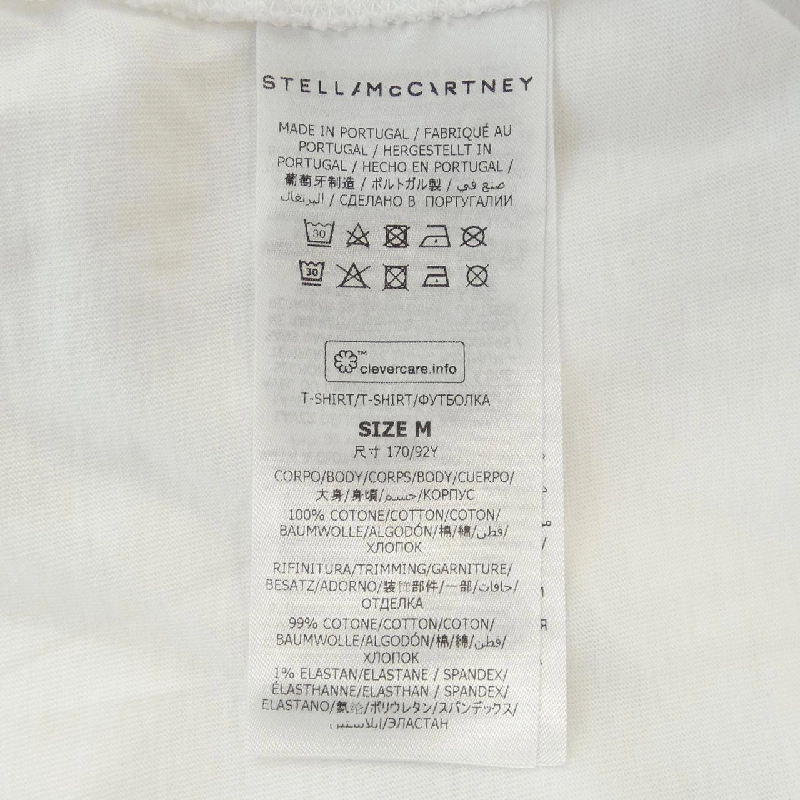 STELLA McCARTNEY
MADE IN PORTUGAL / FABRIQUÉ AU
PORTUGAL / HERGESTELLT IN
PORTUGAL / HECHO EN PORTUGAL /
葡萄牙制造 / ポルトガル製 / صنع في
البرتغال / СДЕЛАНО В ПОРТУГАЛИИ
30
30
™
clevercare.info
T-SHIRT/T-SHIRT/ФУТБОЛКА
SIZE M
尺寸 170/92Y
CORPO/BODY/CORPS/BODY/CUERPO/
大身/身頃/جسم/КОРПУС
100% COTONE/COTTON/COTON/
BAUMWOLLE/ALGODÓN/棉/綿/قطن/
ХЛОПОК
RIFINITURA/TRIMMING/GARNITURE/
BESATZ/ADORNO/装饰部件/一部/حافات/
ОТДЕЛКА
99% COTONE/COTTON/COTON/
BAUMWOLLE/ALGODÓN/棉/綿/قطن/
ХЛОПОК
1% ELASTAN/ELASTANE / SPANDEX/
ÉLASTHANNE/ELASTHAN / SPANDEX/
ELASTANO/氨纶/ポリウレタン/スパンデックス/
إيلاستين/ЭЛАСТАН